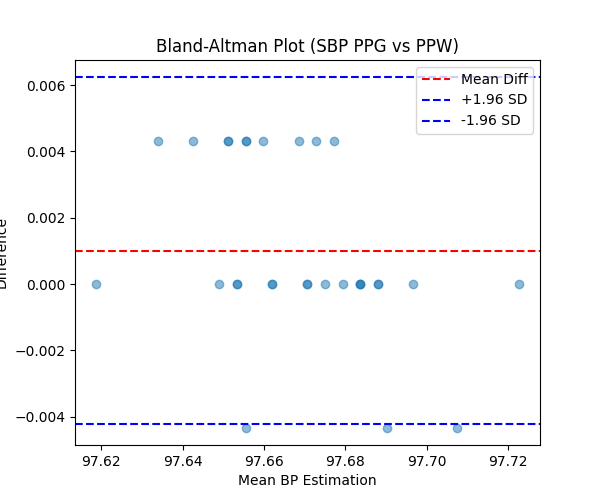 Bland-Altman Plot (SBP PPG vs PPW)
Mean Diff
+1.96 SD
-1.96 SD
0.006
0.004
0.002
0.000
−0.002
−0.004
Difference
97.62
97.64
97.66
97.68
97.70
97.72
Mean BP Estimation